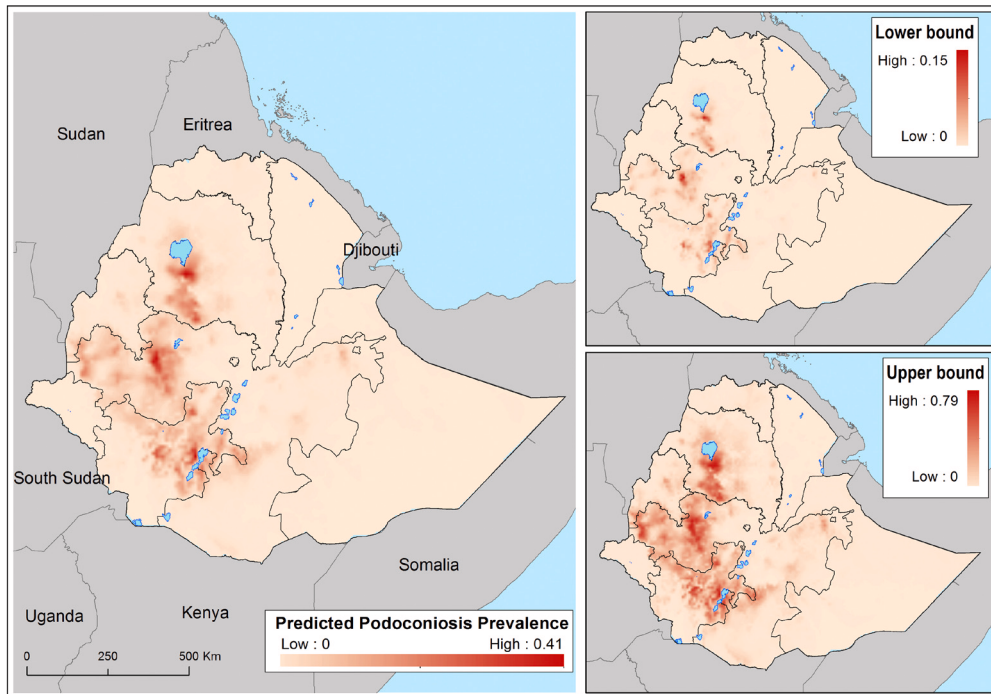 Sudan
Eritrea
Djibouti
South Sudan
Somalia
Uganda
Kenya
Predicted Podoconiosis Prevalence
Low : 0 High : 0.41
0 250 500 Km
Lower bound
High : 0.15
Low : 0
Upper bound
High : 0.79
Low : 0